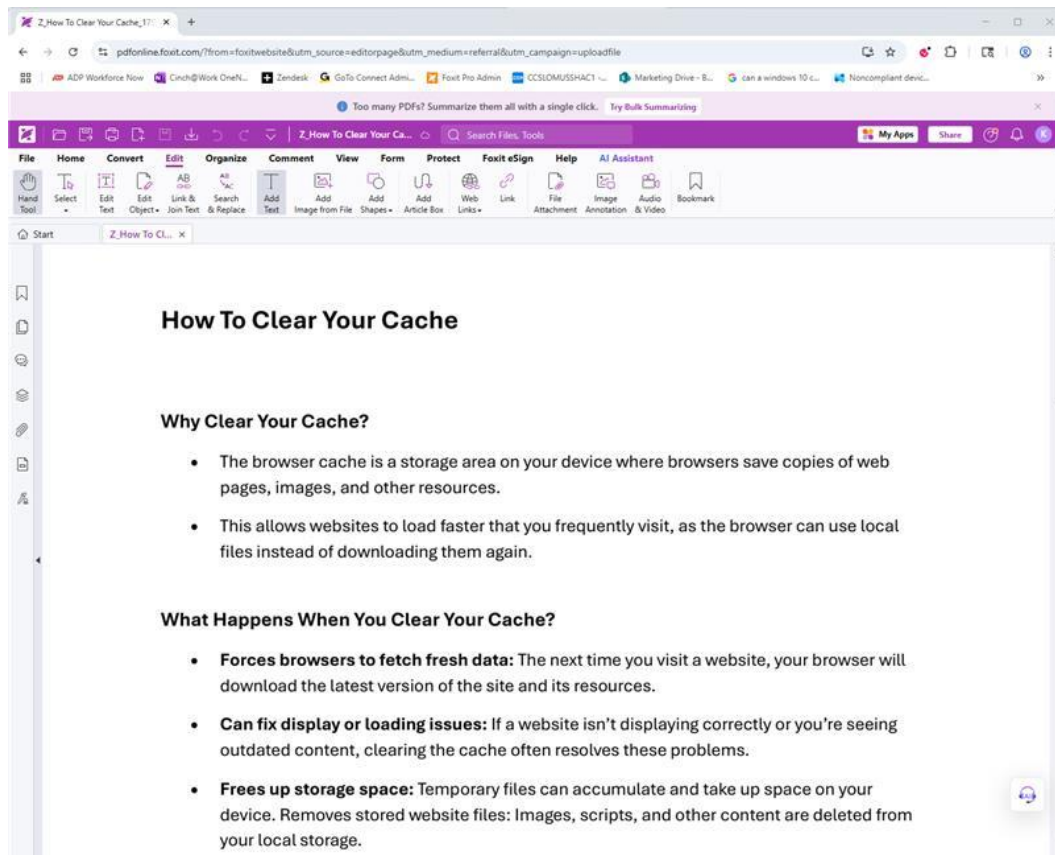 Z_How To Clear Your Cache_17
pdfonline.foxit.com/?from=foxitwebsite&utm_source=editorpage&utm_medium=referral&utm_campaign=uploadfile
ADP Workforce Now Cinch@Work OneN... Zendesk GoTo Connect Admi... Foxit Pro Admin CCSLOMUSSHACT1 -... Marketing Drive - B... can a windows 10 c... Noncompliant devic...
Too many PDFs? Summarize them all with a single click. Try Bulk Summarizing
Z_How To Clear Your Ca... Search Files, Tools My Apps Share K
File Home Convert Edit Organize Comment View Form Protect Foxit eSign Help AI Assistant
Hand Tool Select Edit Text Edit Object Link & Join Text Search & Replace Add Text Add Image from File Add Shapes Add Article Box Web Links Link File Attachment Image Annotation Audio & Video Bookmark
Start Z_How To Cl...
How To Clear Your Cache
Why Clear Your Cache?
• The browser cache is a storage area on your device where browsers save copies of web
pages, images, and other resources.
• This allows websites to load faster that you frequently visit, as the browser can use local
files instead of downloading them again.
What Happens When You Clear Your Cache?
• Forces browsers to fetch fresh data: The next time you visit a website, your browser will
download the latest version of the site and its resources.
• Can fix display or loading issues: If a website isn’t displaying correctly or you’re seeing
outdated content, clearing the cache often resolves these problems.
• Frees up storage space: Temporary files can accumulate and take up space on your
device. Removes stored website files: Images, scripts, and other content are deleted from
your local storage.